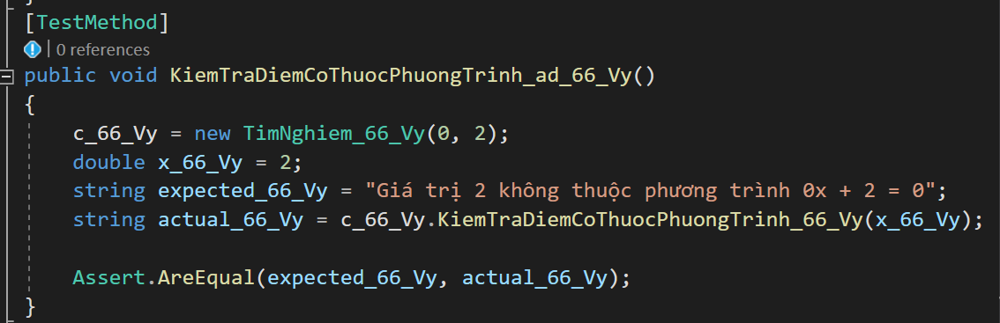 }
[TestMethod]
| 0 references
public void KiemTraDiemCoThuocPhuongTrinh_ad_66_Vy()
{
c_66_Vy = new TimNghiem_66_Vy(0, 2);
double x_66_Vy = 2;
string expected_66_Vy = "Giá trị 2 không thuộc phương trình 0x + 2 = 0";
string actual_66_Vy = c_66_Vy.KiemTraDiemCoThuocPhuongTrinh_66_Vy(x_66_Vy);
Assert.AreEqual(expected_66_Vy, actual_66_Vy);
}